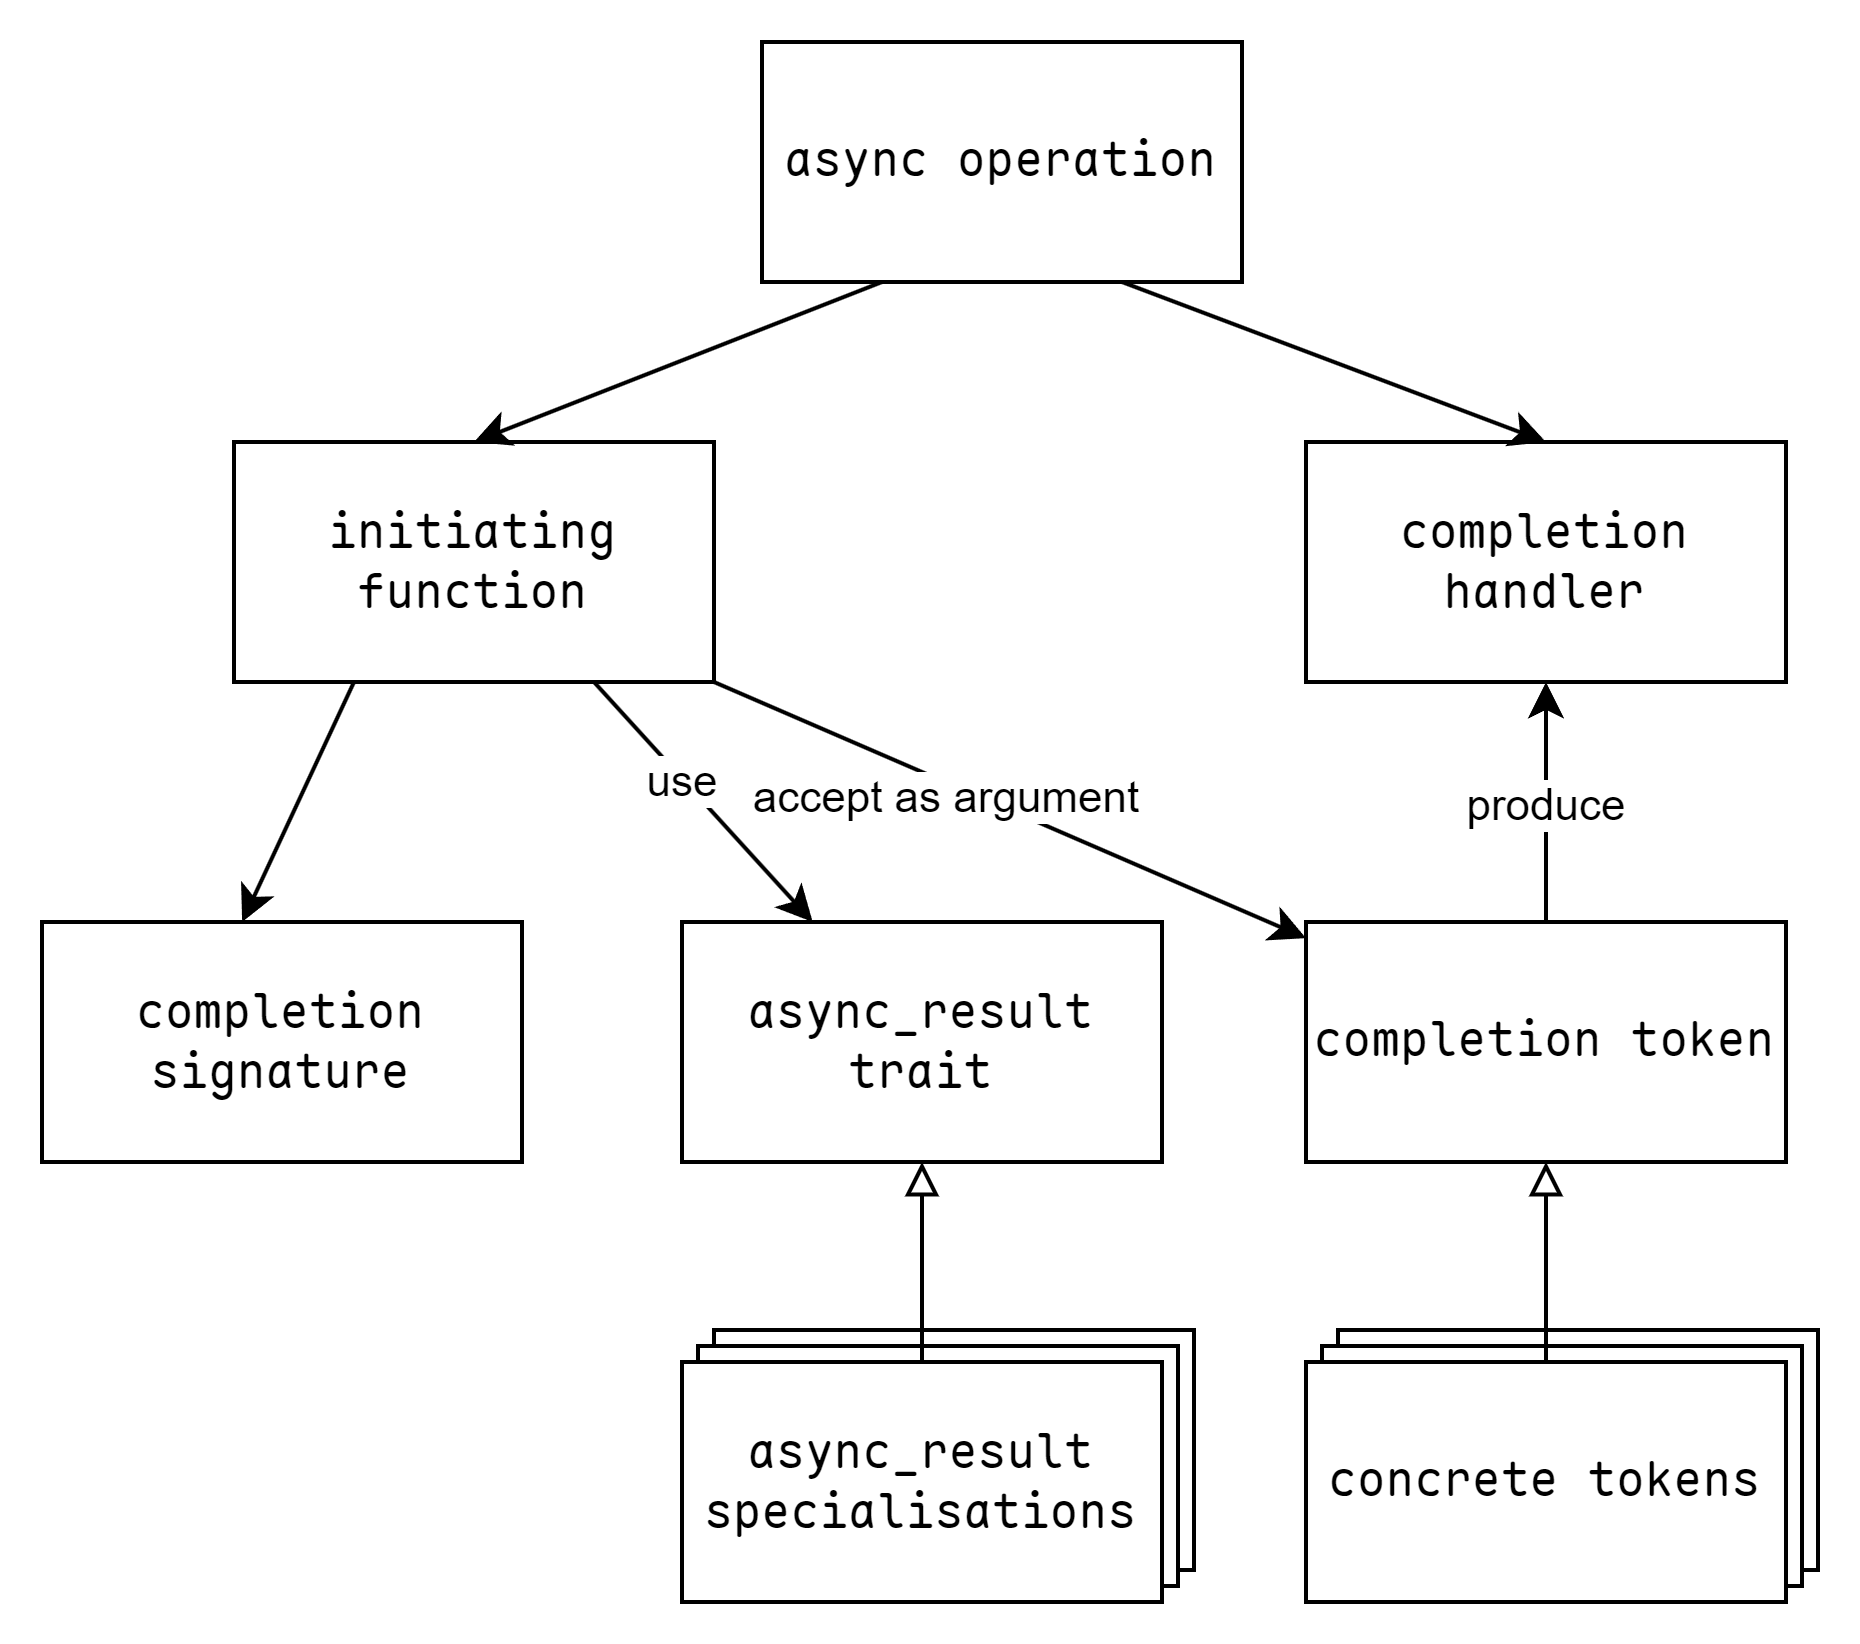 async operation
initiating
function
completion
handler
use
accept as argument
produce
completion
signature
async_result
trait
completion token
async_result
specialisations
concrete tokens